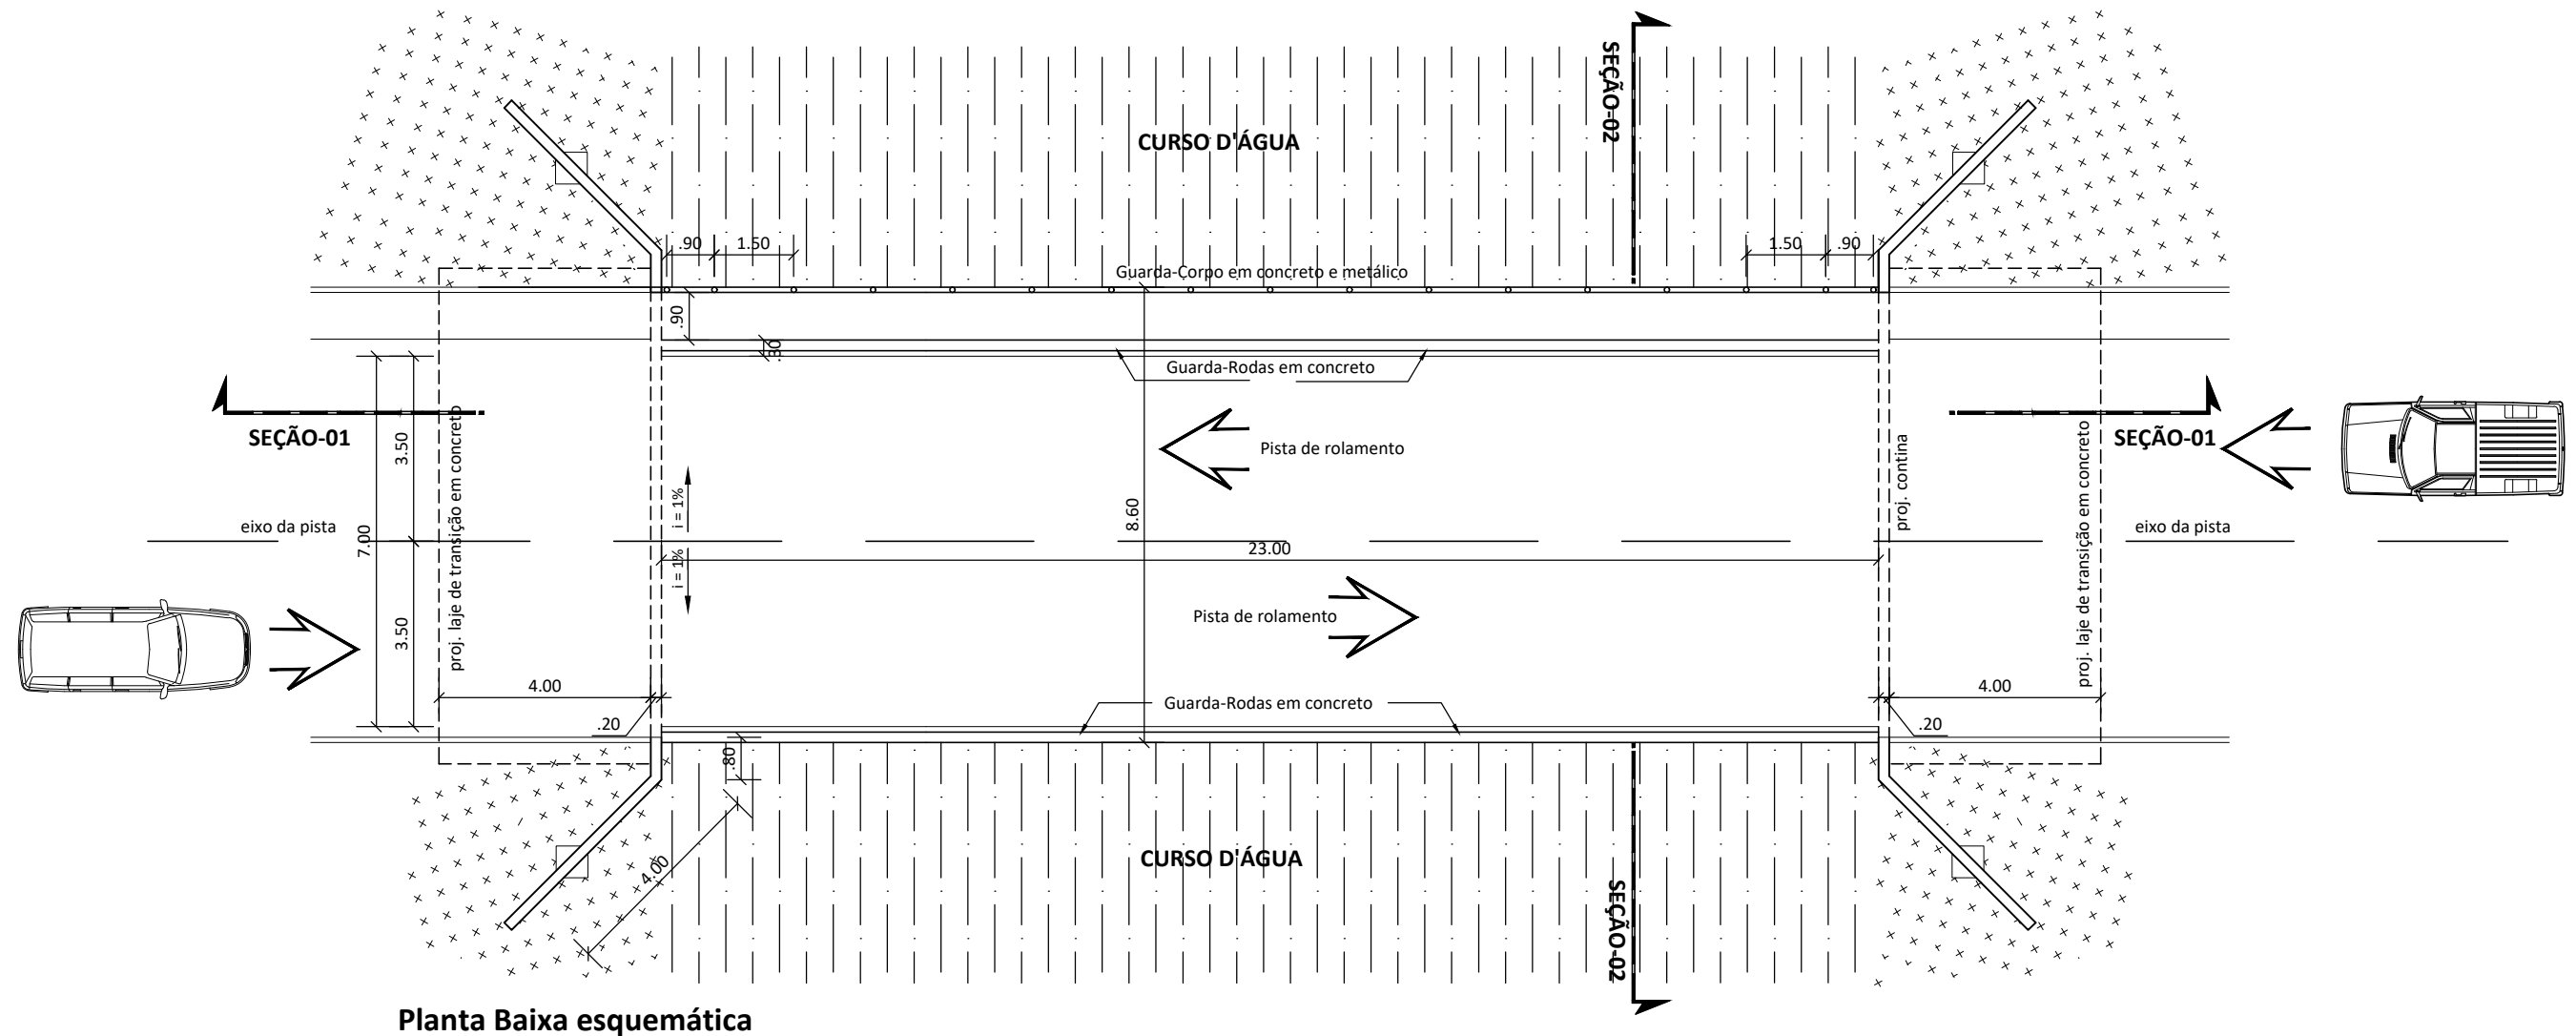 SEÇÃO-02
CURSO D'ÁGUA
.90
1.50
1.50
.90
Guarda-Corpo em concreto e metálico
.90
.30
Guarda-Rodas em concreto
SEÇÃO-01
SEÇÃO-01
3.50
proj. laje de transição em concreto
Pista de rolamento
proj. contina
proj. laje de transição em concreto
i = 1%
8.60
eixo da pista
eixo da pista
7.00
23.00
i = 1%
3.50
Pista de rolamento
4.00
4.00
Guarda-Rodas em concreto
.20
.20
.80
4.00
CURSO D'ÁGUA
SEÇÃO-02
Planta Baixa esquemática